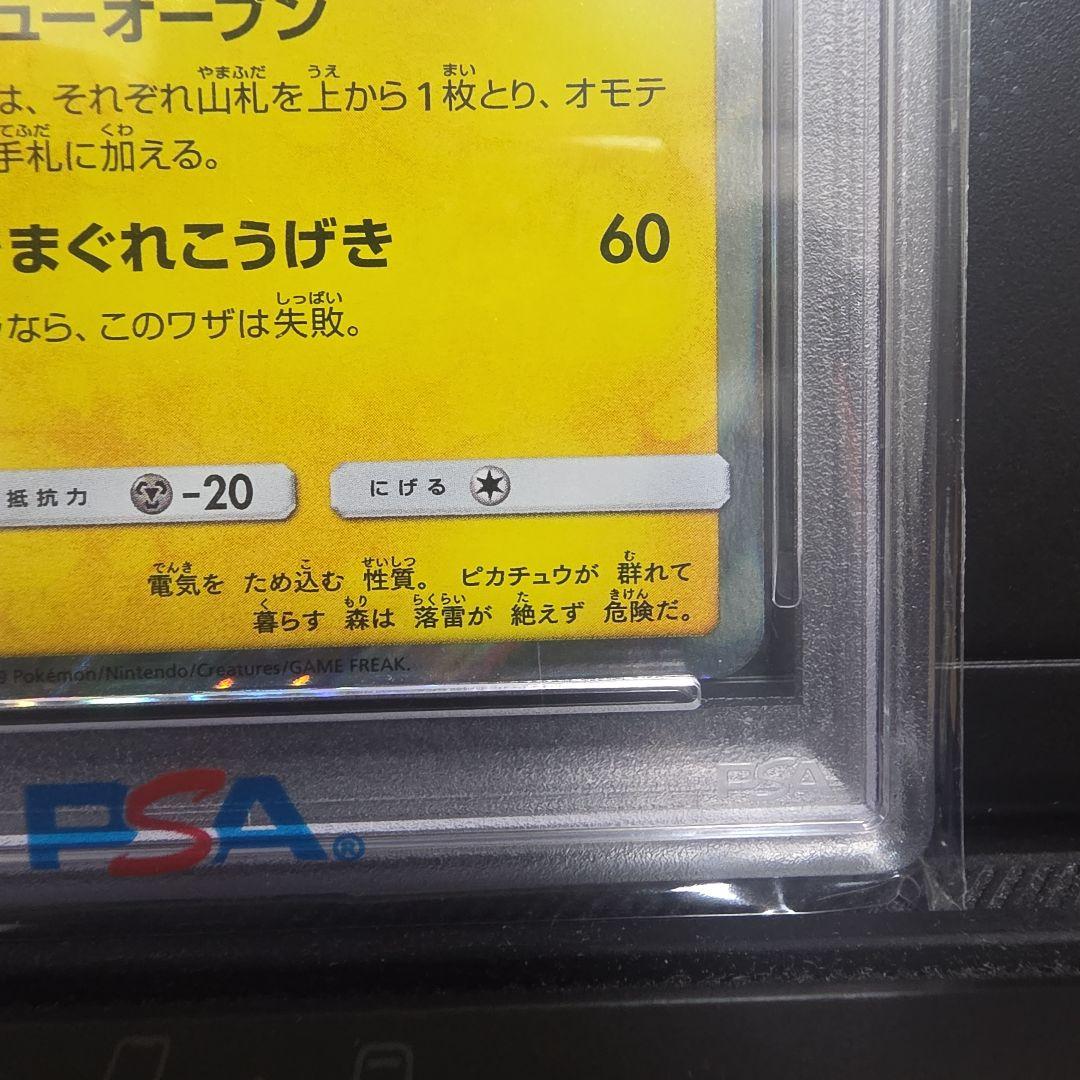 ューオープン
は、それぞれ山札を上から1枚とり、オモテ
手札に加える。
まぐれこうげき 60
なら、このワザは失敗。
抵抗力 -20 にげる
電気を ため込む 性質。 ピカチュウが 群れて
暮らす 森は 落雷が 絶えず 危険だ。
9 Pokémon/Nintendo/Creatures/GAME FREAK.
PSA®
PSA